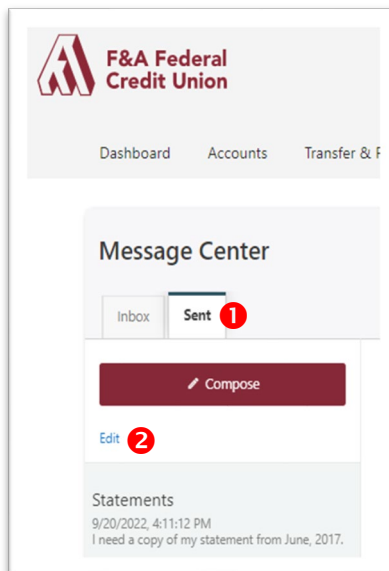 F&A Federal
Credit Union
Dashboard Accounts Transfer &
Message Center
Inbox Sent 1
Compose
Edit 2
Statements
9/20/2022, 4:11:12 PM
I need a copy of my statement from June, 2017.